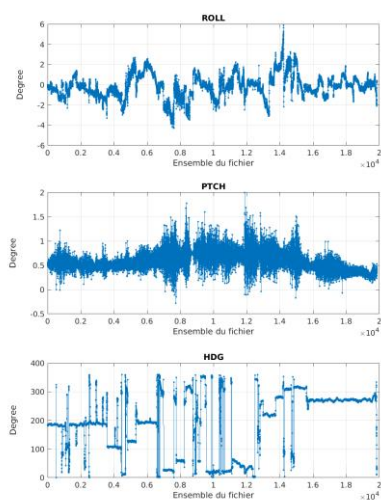 ROLL
6
4
2
0
-2
-4
-6
Degree
0 0.2 0.4 0.6 0.8 1 1.2 1.4 1.6 1.8 2
Ensemble du fichier
×10⁴
PTCH
2
1.5
1
0.5
0
-0.5
Degree
0 0.2 0.4 0.6 0.8 1 1.2 1.4 1.6 1.8 2
Ensemble du fichier
×10⁴
HDG
400
300
200
100
0
Degree
0 0.2 0.4 0.6 0.8 1 1.2 1.4 1.6 1.8 2
Ensemble du fichier
×10⁴